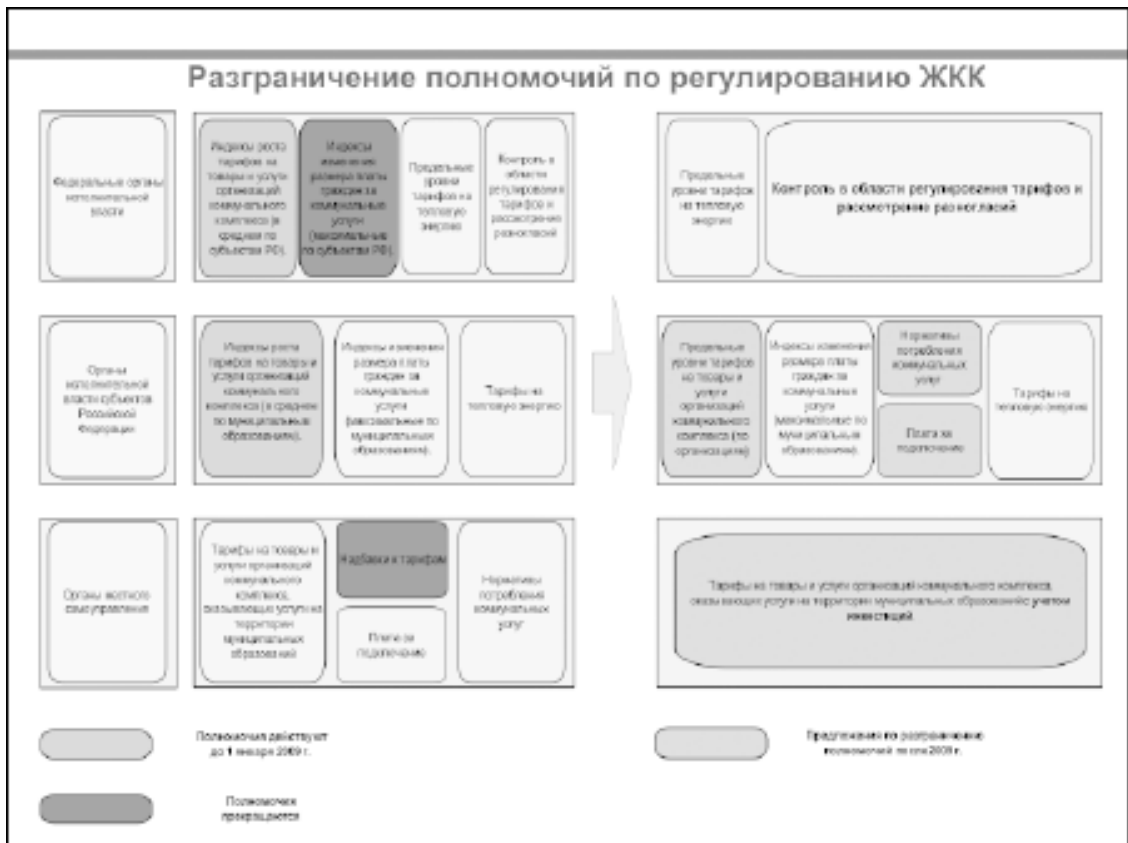 Разграничение полномочий по регулированию ЖКК
Федеральные органы
исполнительной
власти
Индексы роста
тарифов на
товары и услуги
организаций
коммунального
комплекса (в
среднем по
субъектам РФ).
Индексы
изменения
размера платы
граждан за
коммунальные
услуги
(максимальные
по субъектам РФ).
Предельные
уровни
тарифов на
тепловую
энергию
Контроль в
области
регулирования
тарифов и
рассмотрение
разногласий
Предельные
уровни тарифов
на тепловую
энергию
Контроль в области регулирования тарифов и
рассмотрение разногласий
Органы
исполнительной
власти субъектов
Российской
Федерации
Индексы роста
тарифов на товары и
услуги организаций
коммунального
комплекса (в среднем
по муниципальным
образованиям).
Индексы изменения
размера платы
граждан за
коммунальные
услуги
(максимальные по
муниципальным
образованиям).
Тарифы на
тепловую энергию
Предельные
уровни тарифов
на товары и
услуги
организаций
коммунального
комплекса (по
организациям)
Индексы изменения
размера платы
граждан за
коммунальные
услуги
(максимальные по
муниципальным
образованиям).
Нормативы
потребления
коммунальных
услуг
Плата за
подключение
Тарифы на
тепловую энергию
Органы местного
самоуправления
Тарифы на товары и
услуги организаций
коммунального
комплекса,
оказывающих услуги на
территории
муниципальных
образований
Надбавки к тарифам
Плата за
подключение
Нормативы
потребления
коммунальных
услуг
Тарифы на товары и услуги организаций коммунального комплекса,
оказывающих услуги на территории муниципальных образований с учетом
инвестиций
Полномочия действуют
до 1 января 2009 г.
Предложения по разграничению
полномочий после 2009 г.
Полномочия
прекращаются